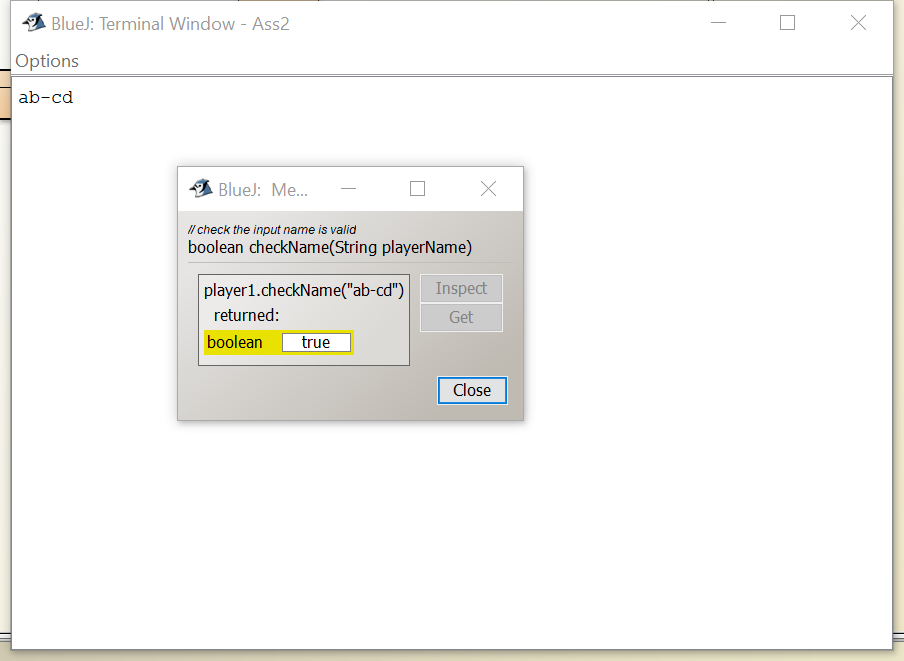 BlueJ: Terminal Window - Ass2
Options
ab-cd
BlueJ:  Me...
// check the input name is valid
boolean checkName(String playerName)
player1.checkName("ab-cd")
Inspect
returned:
Get
boolean true
Close